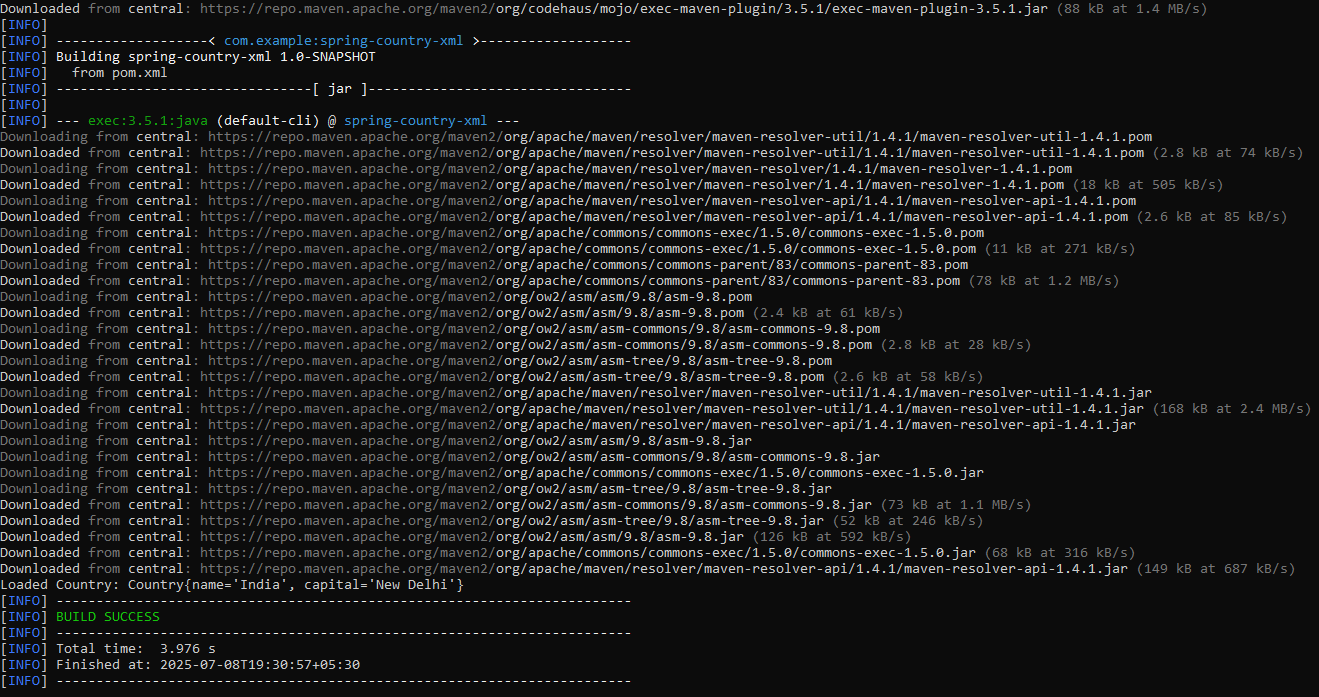 Downloaded from central: https://repo.maven.apache.org/maven2/org/codehaus/mojo/exec-maven-plugin/3.5.1/exec-maven-plugin-3.5.1.jar (88 kB at 1.4 MB/s)
[INFO]
[INFO] -------------------< com.example:spring-country-xml >-------------------
[INFO] Building spring-country-xml 1.0-SNAPSHOT
[INFO]   from pom.xml
[INFO] --------------------------------[ jar ]---------------------------------
[INFO]
[INFO] --- exec:3.5.1:java (default-cli) @ spring-country-xml ---
Downloading from central: https://repo.maven.apache.org/maven2/org/apache/maven/resolver/maven-resolver-util/1.4.1/maven-resolver-util-1.4.1.pom
Downloaded from central: https://repo.maven.apache.org/maven2/org/apache/maven/resolver/maven-resolver-util/1.4.1/maven-resolver-util-1.4.1.pom (2.8 kB at 74 kB/s)
Downloading from central: https://repo.maven.apache.org/maven2/org/apache/maven/resolver/maven-resolver/1.4.1/maven-resolver-1.4.1.pom
Downloaded from central: https://repo.maven.apache.org/maven2/org/apache/maven/resolver/maven-resolver/1.4.1/maven-resolver-1.4.1.pom (18 kB at 505 kB/s)
Downloading from central: https://repo.maven.apache.org/maven2/org/apache/maven/resolver/maven-resolver-api/1.4.1/maven-resolver-api-1.4.1.pom
Downloaded from central: https://repo.maven.apache.org/maven2/org/apache/maven/resolver/maven-resolver-api/1.4.1/maven-resolver-api-1.4.1.pom (2.6 kB at 85 kB/s)
Downloading from central: https://repo.maven.apache.org/maven2/org/apache/commons/commons-exec/1.5.0/commons-exec-1.5.0.pom
Downloaded from central: https://repo.maven.apache.org/maven2/org/apache/commons/commons-exec/1.5.0/commons-exec-1.5.0.pom (11 kB at 271 kB/s)
Downloading from central: https://repo.maven.apache.org/maven2/org/apache/commons/commons-parent/83/commons-parent-83.pom
Downloaded from central: https://repo.maven.apache.org/maven2/org/apache/commons/commons-parent/83/commons-parent-83.pom (78 kB at 1.2 MB/s)
Downloading from central: https://repo.maven.apache.org/maven2/org/ow2/asm/asm/9.8/asm-9.8.pom
Downloaded from central: https://repo.maven.apache.org/maven2/org/ow2/asm/asm/9.8/asm-9.8.pom (2.4 kB at 61 kB/s)
Downloading from central: https://repo.maven.apache.org/maven2/org/ow2/asm/asm-commons/9.8/asm-commons-9.8.pom
Downloaded from central: https://repo.maven.apache.org/maven2/org/ow2/asm/asm-commons/9.8/asm-commons-9.8.pom (2.8 kB at 28 kB/s)
Downloading from central: https://repo.maven.apache.org/maven2/org/ow2/asm/asm-tree/9.8/asm-tree-9.8.pom
Downloaded from central: https://repo.maven.apache.org/maven2/org/ow2/asm/asm-tree/9.8/asm-tree-9.8.pom (2.6 kB at 58 kB/s)
Downloading from central: https://repo.maven.apache.org/maven2/org/apache/maven/resolver/maven-resolver-util/1.4.1/maven-resolver-util-1.4.1.jar
Downloaded from central: https://repo.maven.apache.org/maven2/org/apache/maven/resolver/maven-resolver-util/1.4.1/maven-resolver-util-1.4.1.jar (168 kB at 2.4 MB/s)
Downloading from central: https://repo.maven.apache.org/maven2/org/apache/maven/resolver/maven-resolver-api/1.4.1/maven-resolver-api-1.4.1.jar
Downloading from central: https://repo.maven.apache.org/maven2/org/ow2/asm/asm/9.8/asm-9.8.jar
Downloading from central: https://repo.maven.apache.org/maven2/org/ow2/asm/asm-commons/9.8/asm-commons-9.8.jar
Downloading from central: https://repo.maven.apache.org/maven2/org/apache/commons/commons-exec/1.5.0/commons-exec-1.5.0.jar
Downloading from central: https://repo.maven.apache.org/maven2/org/ow2/asm/asm-tree/9.8/asm-tree-9.8.jar
Downloaded from central: https://repo.maven.apache.org/maven2/org/ow2/asm/asm-commons/9.8/asm-commons-9.8.jar (73 kB at 1.1 MB/s)
Downloaded from central: https://repo.maven.apache.org/maven2/org/ow2/asm/asm-tree/9.8/asm-tree-9.8.jar (52 kB at 246 kB/s)
Downloaded from central: https://repo.maven.apache.org/maven2/org/ow2/asm/asm/9.8/asm-9.8.jar (126 kB at 592 kB/s)
Downloaded from central: https://repo.maven.apache.org/maven2/org/apache/commons/commons-exec/1.5.0/commons-exec-1.5.0.jar (68 kB at 316 kB/s)
Downloaded from central: https://repo.maven.apache.org/maven2/org/apache/maven/resolver/maven-resolver-api/1.4.1/maven-resolver-api-1.4.1.jar (149 kB at 687 kB/s)
Loaded Country: Country{name='India', capital='New Delhi'}
[INFO] ------------------------------------------------------------------------
[INFO] BUILD SUCCESS
[INFO] ------------------------------------------------------------------------
[INFO] Total time:  3.976 s
[INFO] Finished at: 2025-07-08T19:30:57+05:30
[INFO] ------------------------------------------------------------------------